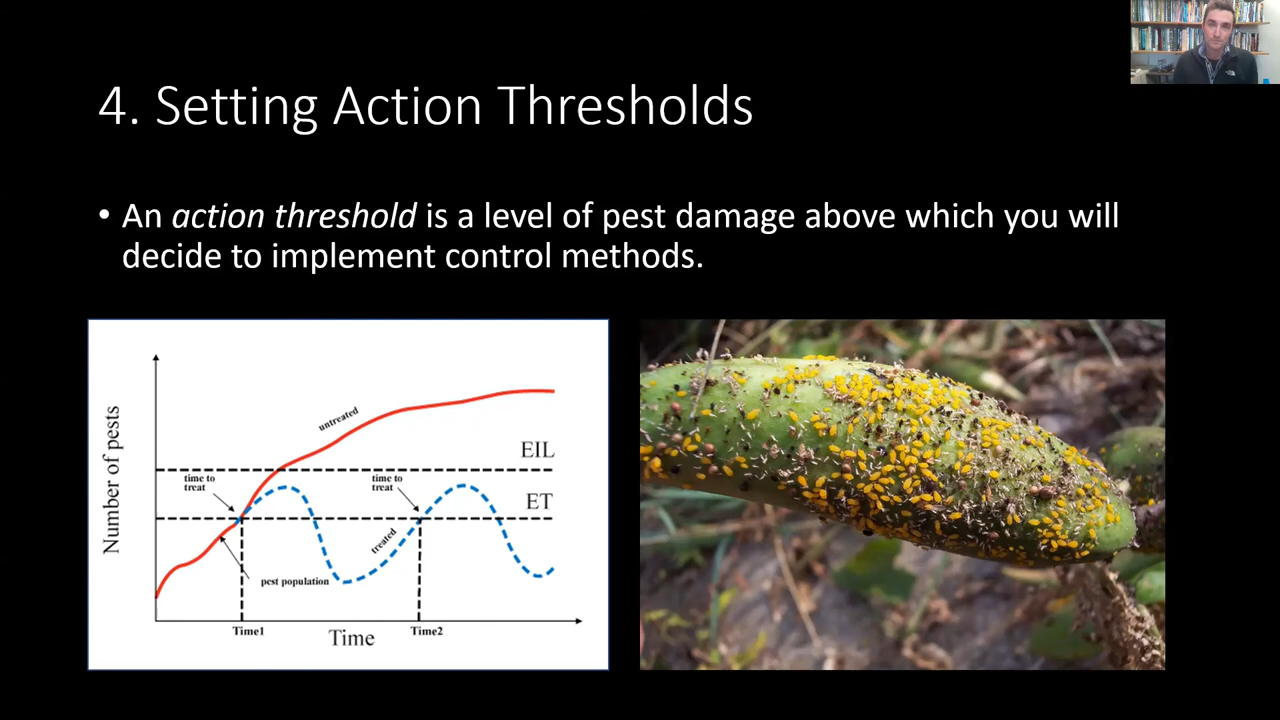 4. Setting Action Thresholds
• An action threshold is a level of pest damage above which you will
decide to implement control methods.
Number of pests
untreated
EIL
time to
treat
time to
treat
ET
treated
pest population
Time1
Time
Time2